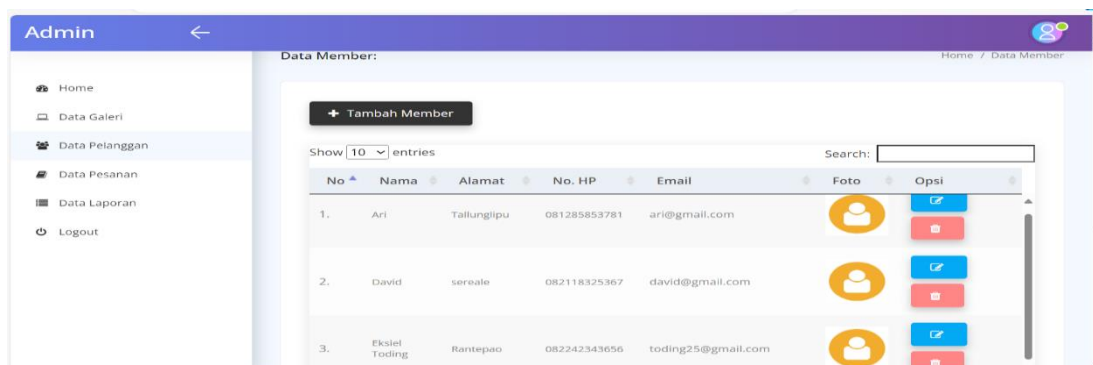 Admin
Data Member:
Home / Data Member
Home
Data Galeri
Data Pelanggan
Data Pesanan
Data Laporan
Logout
+ Tambah Member
Show 10 entries
Search:
No Nama Alamat No. HP Email Foto Opsi
1. Ari Tallunglipu 081285853781 ari@gmail.com
2. David sereale 082118325367 david@gmail.com
3. Eksiel Toding Rantepao 082242343656 toding25@gmail.com